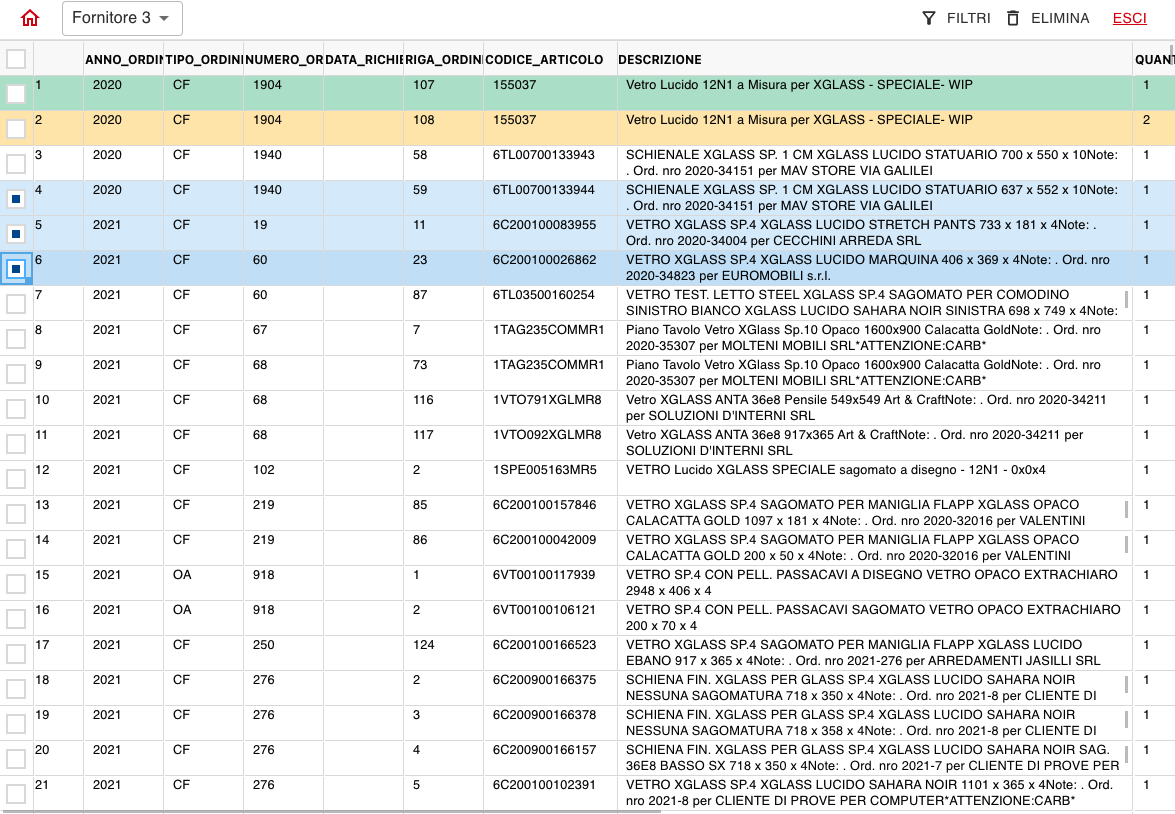 Fornitore 3
FILTRI
ELIMINA
ESCI
ANNO_ORDIN TIPO_ORDINI NUMERO_OR DATA_RICHIE RIGA_ORDINI CODICE_ARTICOLO DESCRIZIONE QUANT
1 2020 CF 1904 107 155037 Vetro Lucido 12N1 a Misura per XGLASS - SPECIALE- WIP 1
2 2020 CF 1904 108 155037 Vetro Lucido 12N1 a Misura per XGLASS - SPECIALE- WIP 2
3 2020 CF 1940 58 6TL00700133943 SCHIENALE XGLASS SP. 1 CM XGLASS LUCIDO STATUARIO 700 x 550 x 10Note: 1
. Ord. nro 2020-34151 per MAV STORE VIA GALILEI
4 2020 CF 1940 59 6TL00700133944 SCHIENALE XGLASS SP. 1 CM XGLASS LUCIDO STATUARIO 637 x 552 x 10Note: 1
. Ord. nro 2020-34151 per MAV STORE VIA GALILEI
5 2021 CF 19 11 6C200100083955 VETRO XGLASS SP.4 XGLASS LUCIDO STRETCH PANTS 733 x 181 x 4Note: . 1
Ord. nro 2020-34004 per CECCHINI ARREDA SRL
6 2021 CF 60 23 6C200100026862 VETRO XGLASS SP.4 XGLASS LUCIDO MARQUINA 406 x 369 x 4Note: . Ord. nro 1
2020-34823 per EUROMOBILI s.r.l.
7 2021 CF 60 87 6TL03500160254 VETRO TEST. LETTO STEEL XGLASS SP.4 SAGOMATO PER COMODINO 1
SINISTRO BIANCO XGLASS LUCIDO SAHARA NOIR SINISTRA 698 x 749 x 4Note:
8 2021 CF 67 7 1TAG235COMMR1 Piano Tavolo Vetro XGlass Sp.10 Opaco 1600x900 Calacatta GoldNote: . Ord. nro 1
2020-35307 per MOLTENI MOBILI SRL*ATTENZIONE:CARB*
9 2021 CF 68 73 1TAG235COMMR1 Piano Tavolo Vetro XGlass Sp.10 Opaco 1600x900 Calacatta GoldNote: . Ord. nro 1
2020-35307 per MOLTENI MOBILI SRL*ATTENZIONE:CARB*
10 2021 CF 68 116 1VTO791XGLMR8 Vetro XGLASS ANTA 36e8 Pensile 549x549 Art & CraftNote: . Ord. nro 2020-34211 1
per SOLUZIONI D'INTERNI SRL
11 2021 CF 68 117 1VTO092XGLMR8 Vetro XGLASS ANTA 36e8 917x365 Art & CraftNote: . Ord. nro 2020-34211 per 1
SOLUZIONI D'INTERNI SRL
12 2021 CF 102 2 1SPE005163MR5 VETRO Lucido XGLASS SPECIALE sagomato a disegno - 12N1 - 0x0x4 1
13 2021 CF 219 85 6C200100157846 VETRO XGLASS SP.4 SAGOMATO PER MANIGLIA FLAPP XGLASS OPACO 1
CALACATTA GOLD 1097 x 181 x 4Note: . Ord. nro 2020-32016 per VALENTINI
14 2021 CF 219 86 6C200100042009 VETRO XGLASS SP.4 SAGOMATO PER MANIGLIA FLAPP XGLASS OPACO 1
CALACATTA GOLD 200 x 50 x 4Note: . Ord. nro 2020-32016 per VALENTINI
15 2021 OA 918 1 6VT00100117939 VETRO SP.4 CON PELL. PASSACAVI A DISEGNO VETRO OPACO EXTRACHIARO 1
2948 x 406 x 4
16 2021 OA 918 2 6VT00100106121 VETRO SP.4 CON PELL. PASSACAVI SAGOMATO VETRO OPACO EXTRACHIARO 1
200 x 70 x 4
17 2021 CF 250 124 6C200100166523 VETRO XGLASS SP.4 SAGOMATO PER MANIGLIA FLAPP XGLASS LUCIDO 1
EBANO 917 x 365 x 4Note: . Ord. nro 2021-276 per ARREDAMENTI JASILLI SRL
18 2021 CF 276 2 6C200900166375 SCHIENA FIN. XGLASS PER GLASS SP.4 XGLASS LUCIDO SAHARA NOIR 1
NESSUNA SAGOMATURA 718 x 350 x 4Note: . Ord. nro 2021-8 per CLIENTE DI
19 2021 CF 276 3 6C200900166378 SCHIENA FIN. XGLASS PER GLASS SP.4 XGLASS LUCIDO SAHARA NOIR 1
NESSUNA SAGOMATURA 718 x 358 x 4Note: . Ord. nro 2021-8 per CLIENTE DI
20 2021 CF 276 4 6C200900166157 SCHIENA FIN. XGLASS PER GLASS SP.4 XGLASS LUCIDO SAHARA NOIR SAG. 1
36E8 BASSO SX 718 x 350 x 4Note: . Ord. nro 2021-7 per CLIENTE DI PROVE PER
21 2021 CF 276 5 6C200100102391 VETRO XGLASS SP.4 XGLASS LUCIDO SAHARA NOIR 1101 x 365 x 4Note: . Ord. 1
nro 2021-8 per CLIENTE DI PROVE PER COMPUTER*ATTENZIONE:CARB*